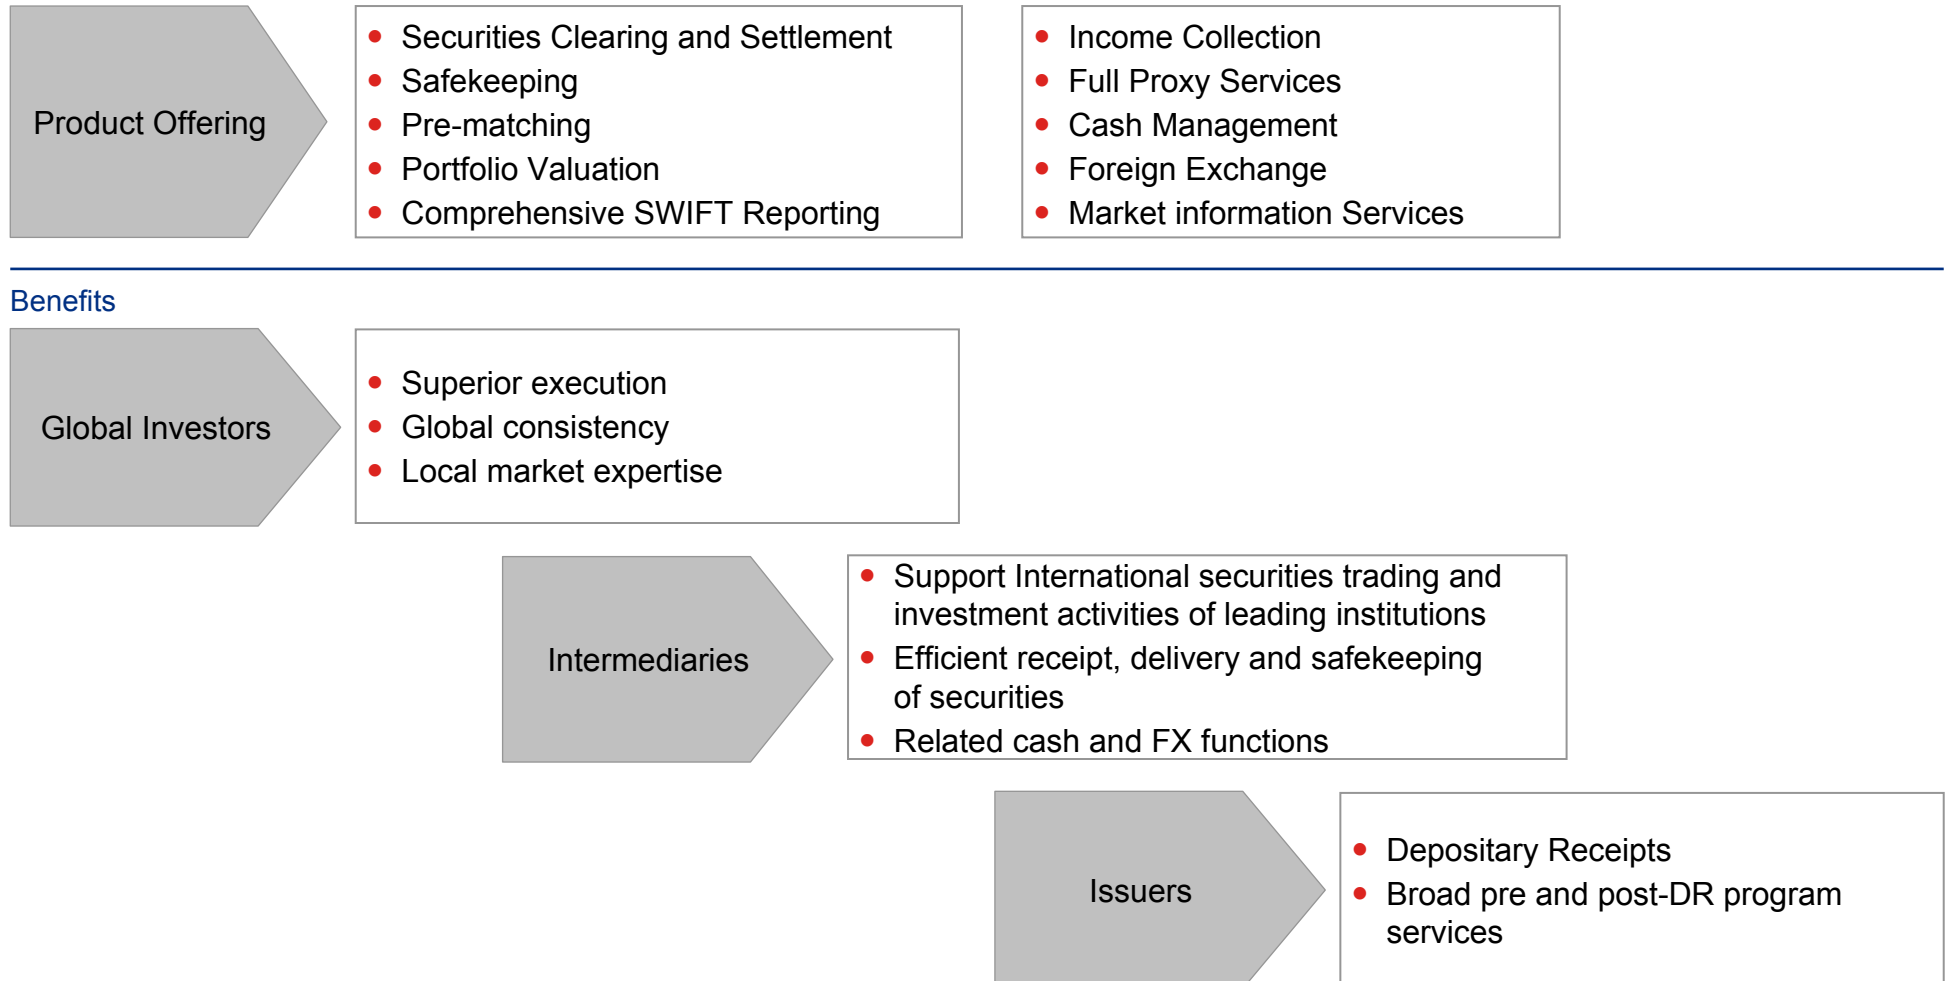 Product Offering
• Securities Clearing and Settlement
• Safekeeping
• Pre-matching
• Portfolio Valuation
• Comprehensive SWIFT Reporting
• Income Collection
• Full Proxy Services
• Cash Management
• Foreign Exchange
• Market information Services
Benefits
Global Investors
• Superior execution
• Global consistency
• Local market expertise
Intermediaries
• Support International securities trading and
investment activities of leading institutions
• Efficient receipt, delivery and safekeeping
of securities
• Related cash and FX functions
Issuers
• Depositary Receipts
• Broad pre and post-DR program
services